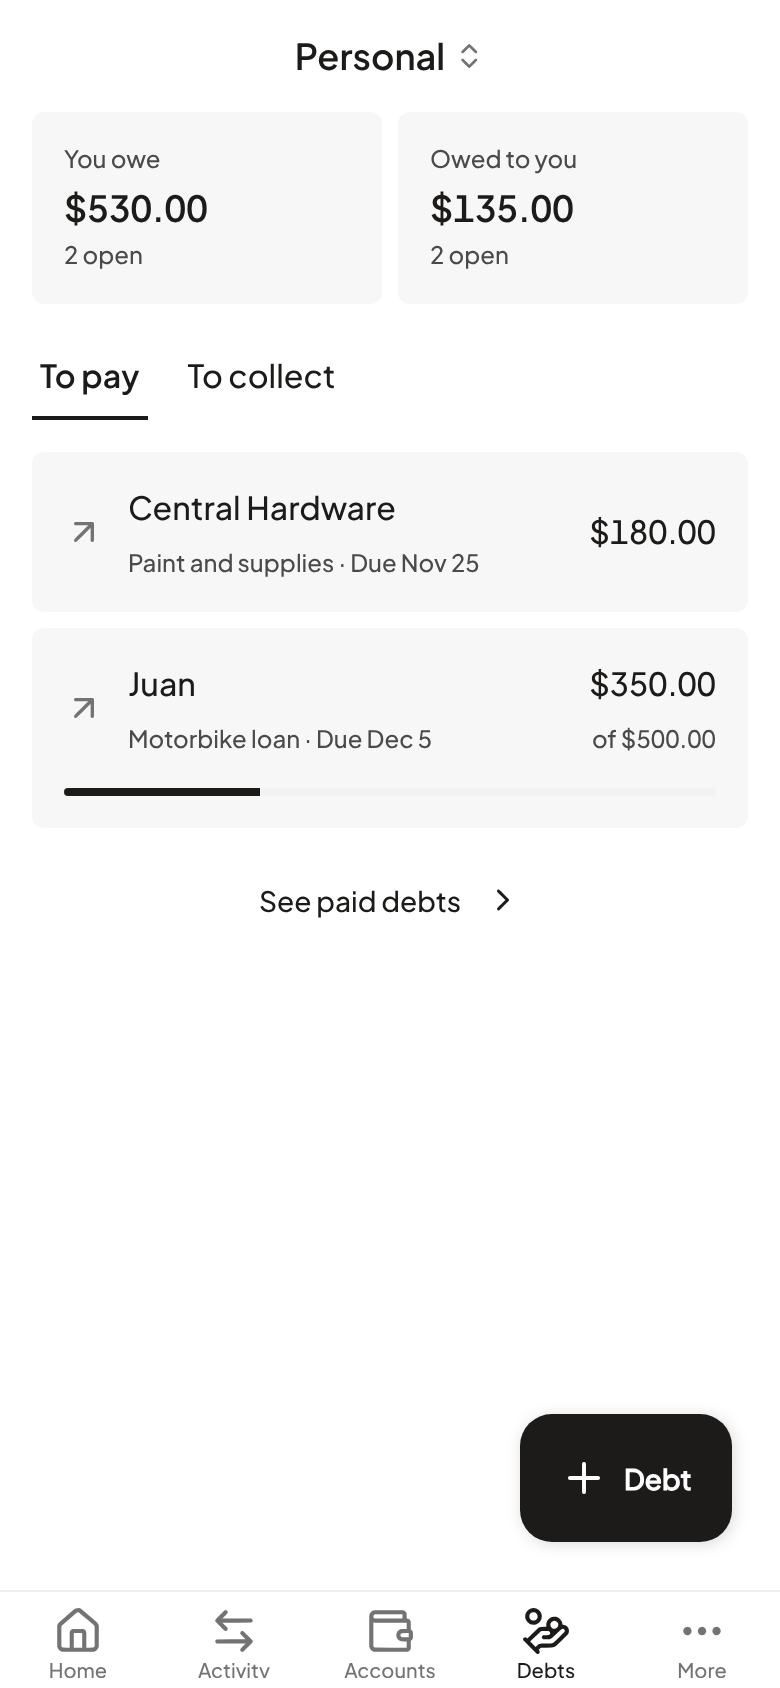 Personal
You owe
$530.00
2 open
Owed to you
$135.00
2 open
To pay
To collect
Central Hardware
Paint and supplies · Due Nov 25
$180.00
Juan
Motorbike loan · Due Dec 5
$350.00
of $500.00
See paid debts
Debt
Home
Activity
Accounts
Debts
More